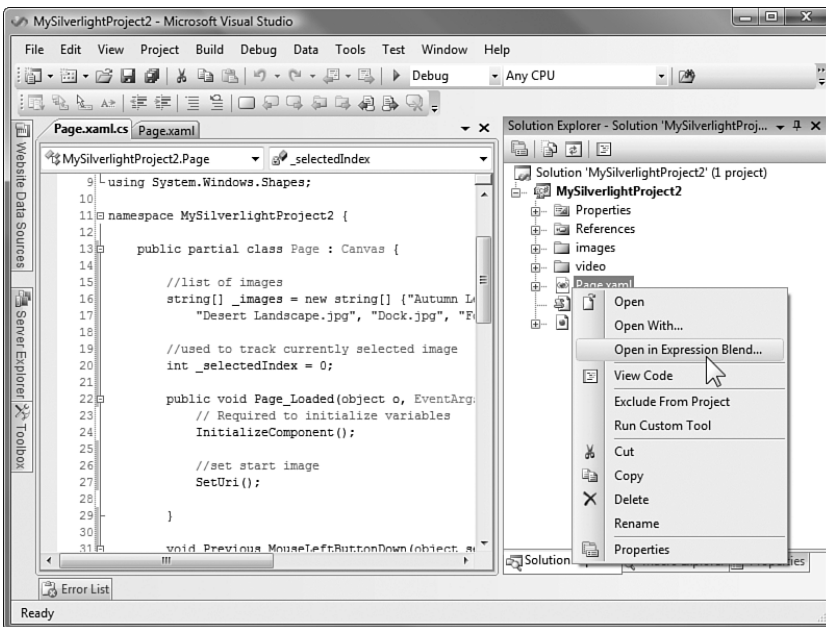 MySilverlightProject2 - Microsoft Visual Studio
File Edit View Project Build Debug Data Tools Test Window Help
Debug Any CPU
Page.xaml.cs Page.xaml
MySilverlightProject2.Page _selectedIndex
9 using System.Windows.Shapes;
10
11 namespace MySilverlightProject2 {
12
13 public partial class Page : Canvas {
14
15 //list of images
16 string[] _images = new string[] {"Autumn Le
17 "Desert Landscape.jpg", "Dock.jpg", "Fo
18
19 //used to track currently selected image
20 int _selectedIndex = 0;
21
22 public void Page_Loaded(object o, EventArg
23 // Required to initialize variables
24 InitializeComponent();
25
26 //set start image
27 SetUri();
28
29 }
30
31 void Previous_MouseLeftButtonDown(object se
Website Data Sources
Server Explorer
Toolbox
Solution Explorer - Solution 'MySilverlightProj...
Solution 'MySilverlightProject2' (1 project)
MySilverlightProject2
Properties
References
images
video
Page.xaml
Open
Open With...
Open in Expression Blend...
View Code
Exclude From Project
Run Custom Tool
Cut
Copy
Delete
Rename
Properties
Solution
Error List
Ready